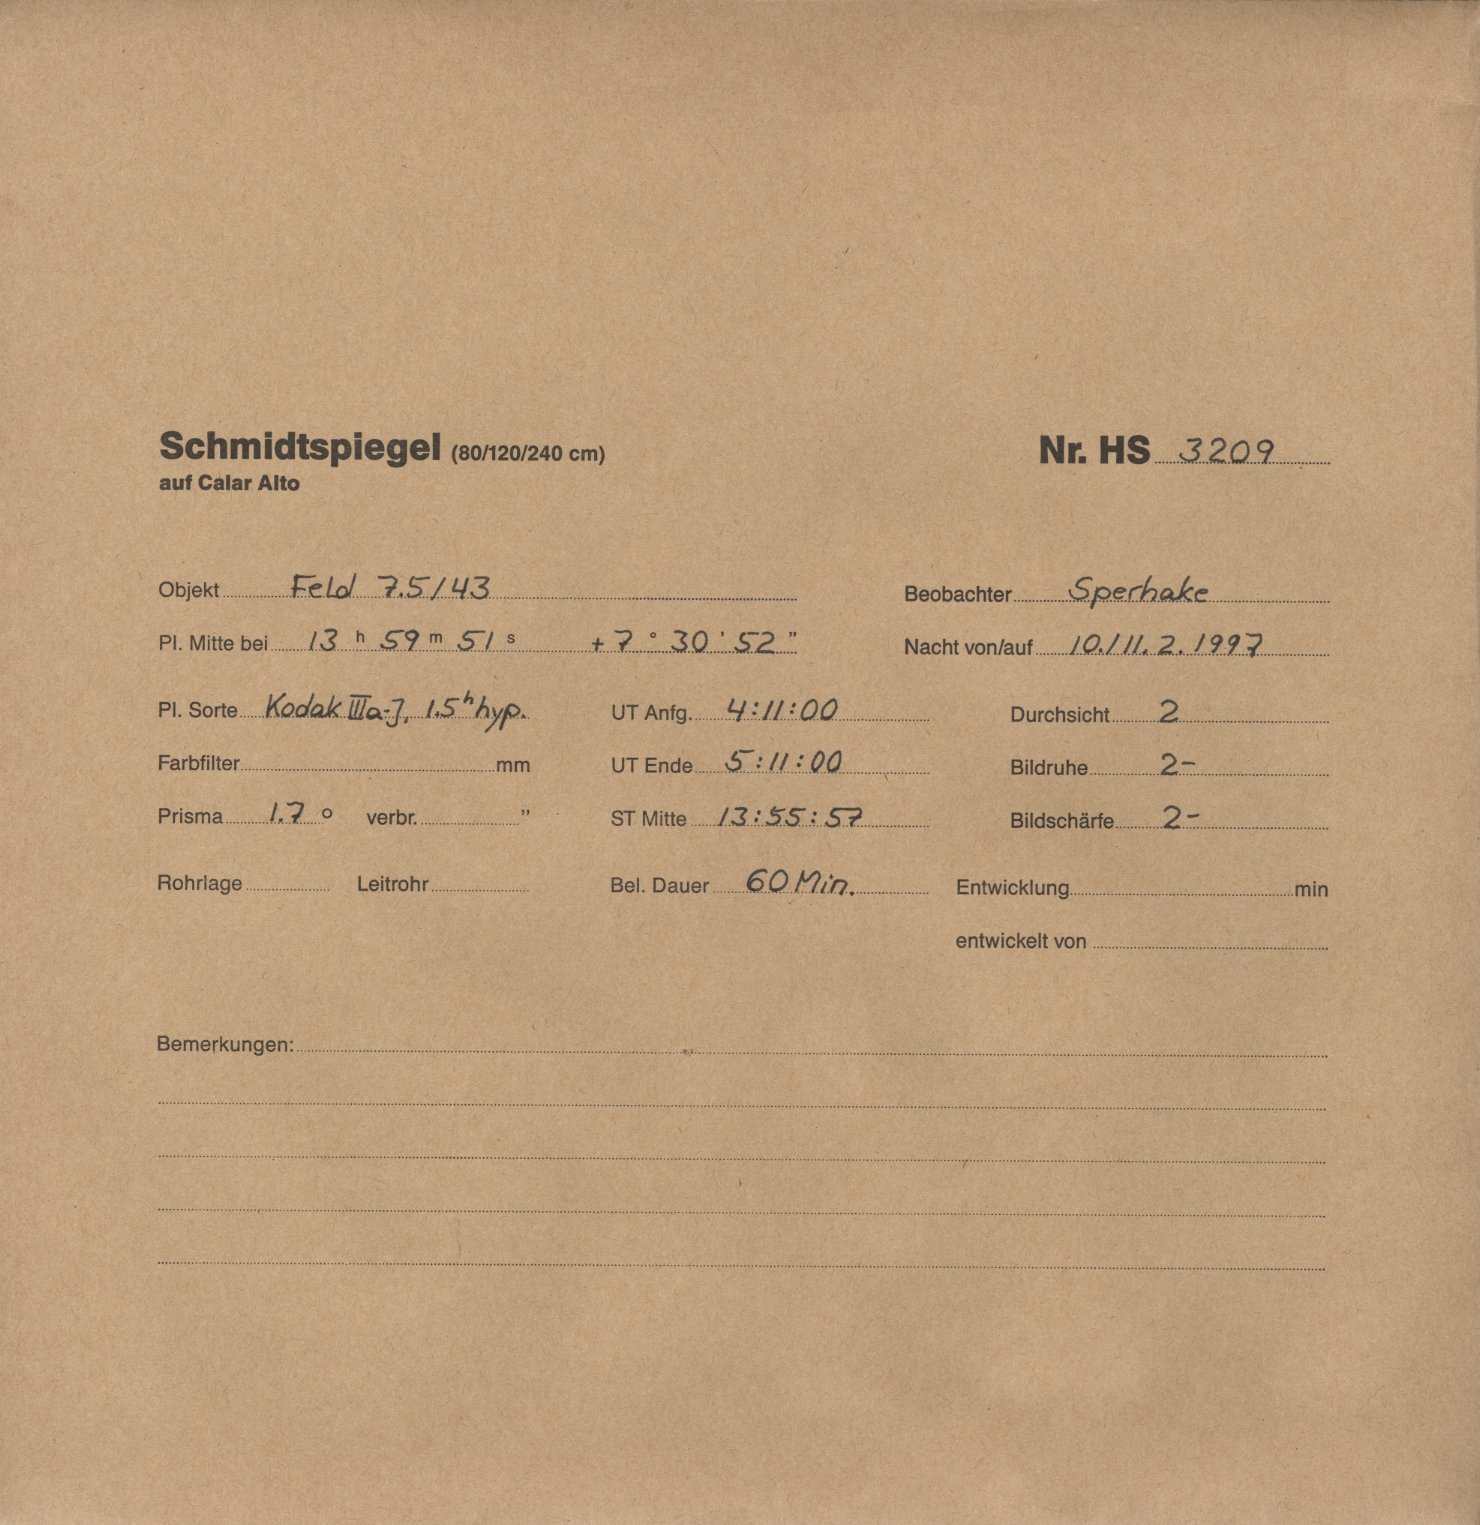 Schmidtspiegel (80/120/240 cm) Nr. HS 3209
auf Calar Alto
Objekt Feld 7.5/43 Beobachter Sperhake
Pl. Mitte bei 13 h 59 m 51 s +7 ° 30 ' 52 " Nacht von/auf 10./11.2.1997
Pl. Sorte Kodak IIIa-J, 1.5h hyp. UT Anfg. 4:11:00 Durchsicht 2
Farbfilter mm UT Ende 5:11:00 Bildruhe 2-
Prisma 1.7 ° verbr. " ST Mitte 13:55:57 Bildschärfe 2-
Rohrlage Leitrohr Bel. Dauer 60 Min. Entwicklung min
entwickelt von
Bemerkungen: